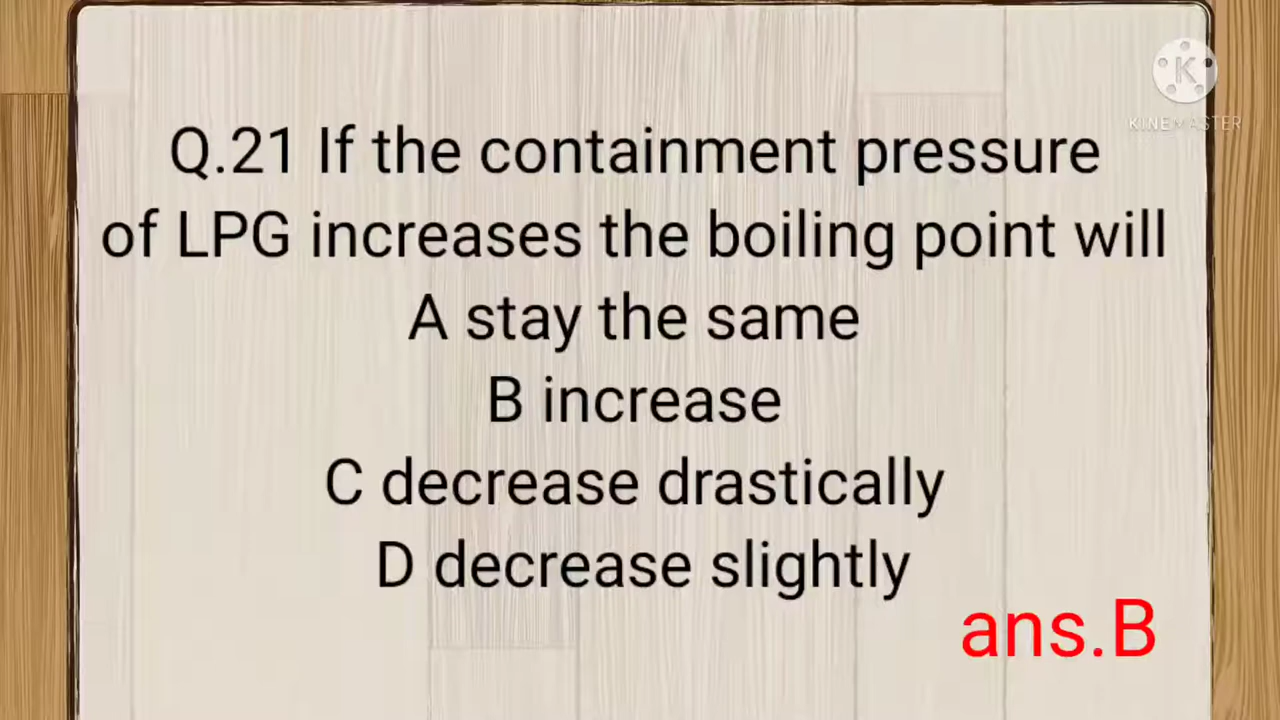 KINEMASTER
Q.21 If the containment pressure
of LPG increases the boiling point will
A stay the same
B increase
C decrease drastically
D decrease slightly
ans.B